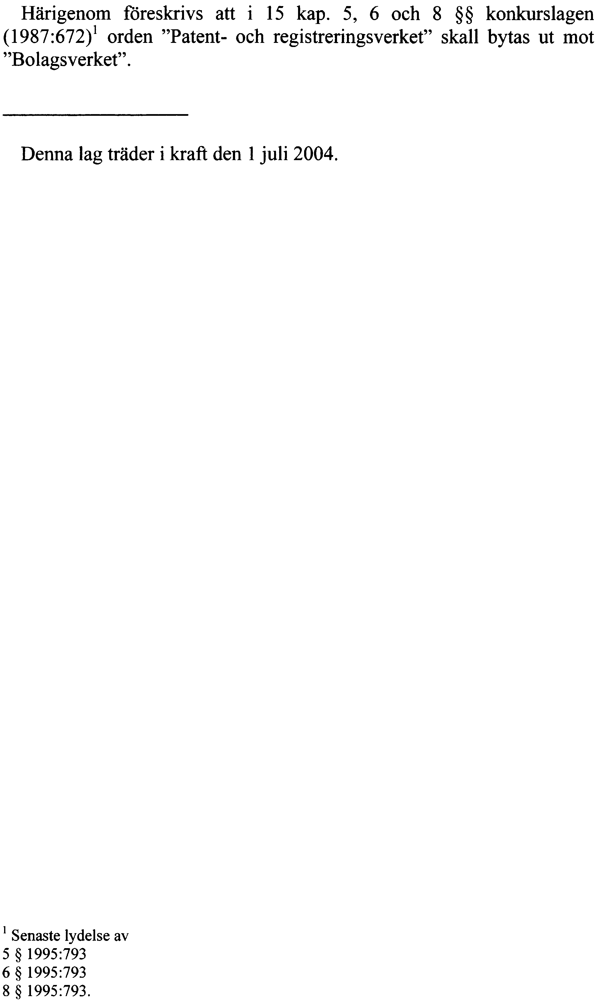 Härigenom föreskrivs att i 15 kap. 5, 6 och 8 §§ konkurslagen
(1987:672)¹ orden ”Patent- och registreringsverket” skall bytas ut mot
”Bolagsverket”.
Denna lag träder i kraft den 1 juli 2004.
¹ Senaste lydelse av
5 § 1995:793
6 § 1995:793
8 § 1995:793.